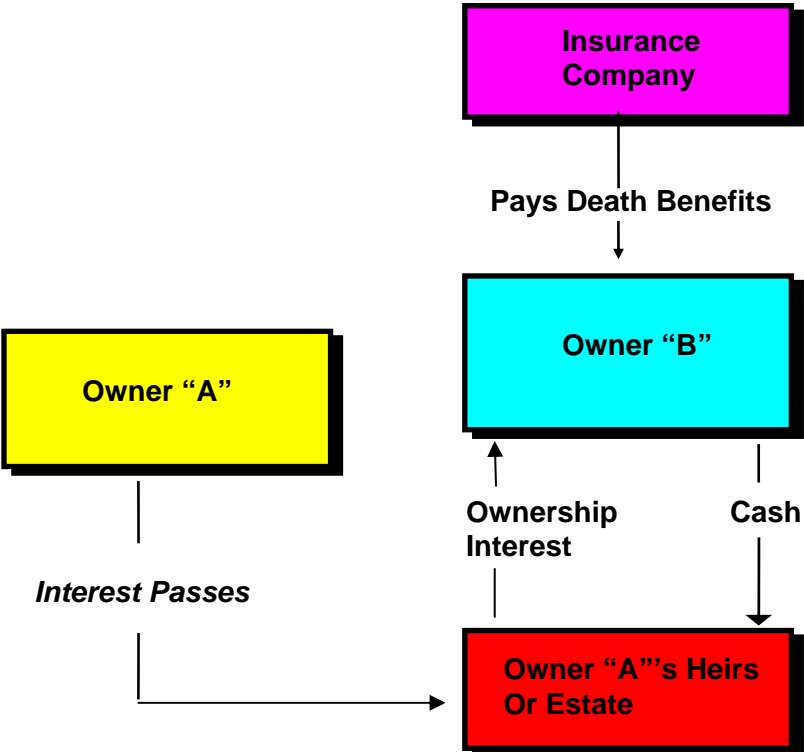 Insurance
Company
Pays Death Benefits
Owner “B”
Owner “A”
Ownership
Interest
Cash
Interest Passes
Owner “A”’s Heirs
Or Estate